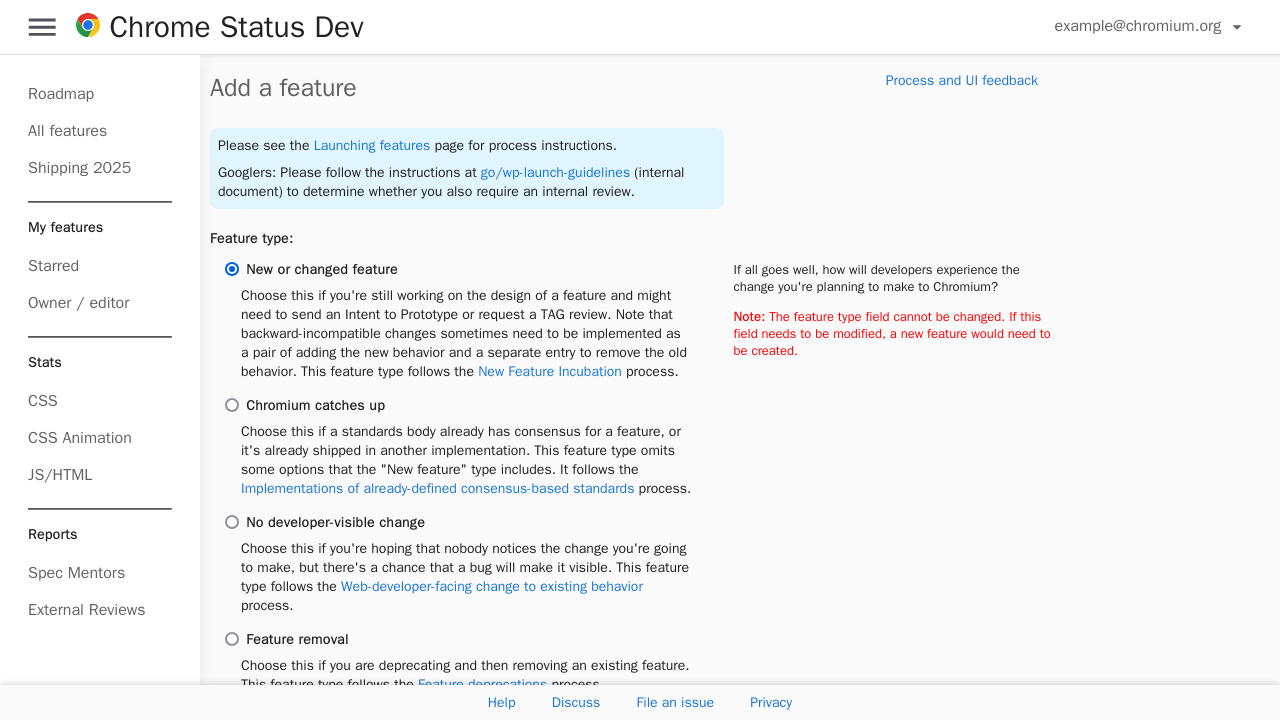 Chrome Status Dev
example@chromium.org
Roadmap
All features
Shipping 2025
My features
Starred
Owner / editor
Stats
CSS
CSS Animation
JS/HTML
Reports
Spec Mentors
External Reviews
Add a feature
Process and UI feedback
Please see the Launching features page for process instructions.
Googlers: Please follow the instructions at go/wp-launch-guidelines (internal
document) to determine whether you also require an internal review.
Feature type:
New or changed feature
Choose this if you're still working on the design of a feature and might
need to send an Intent to Prototype or request a TAG review. Note that
backward-incompatible changes sometimes need to be implemented as
a pair of adding the new behavior and a separate entry to remove the old
behavior. This feature type follows the New Feature Incubation process.
Chromium catches up
Choose this if a standards body already has consensus for a feature, or
it's already shipped in another implementation. This feature type omits
some options that the "New feature" type includes. It follows the
Implementations of already-defined consensus-based standards process.
No developer-visible change
Choose this if you're hoping that nobody notices the change you're going
to make, but there's a chance that a bug will make it visible. This feature
type follows the Web-developer-facing change to existing behavior
process.
Feature removal
Choose this if you are deprecating and then removing an existing feature.
This feature type follows the Feature deprecations process.
If all goes well, how will developers experience the
change you're planning to make to Chromium?
Note: The feature type field cannot be changed. If this
field needs to be modified, a new feature would need to
be created.
Help
Discuss
File an issue
Privacy